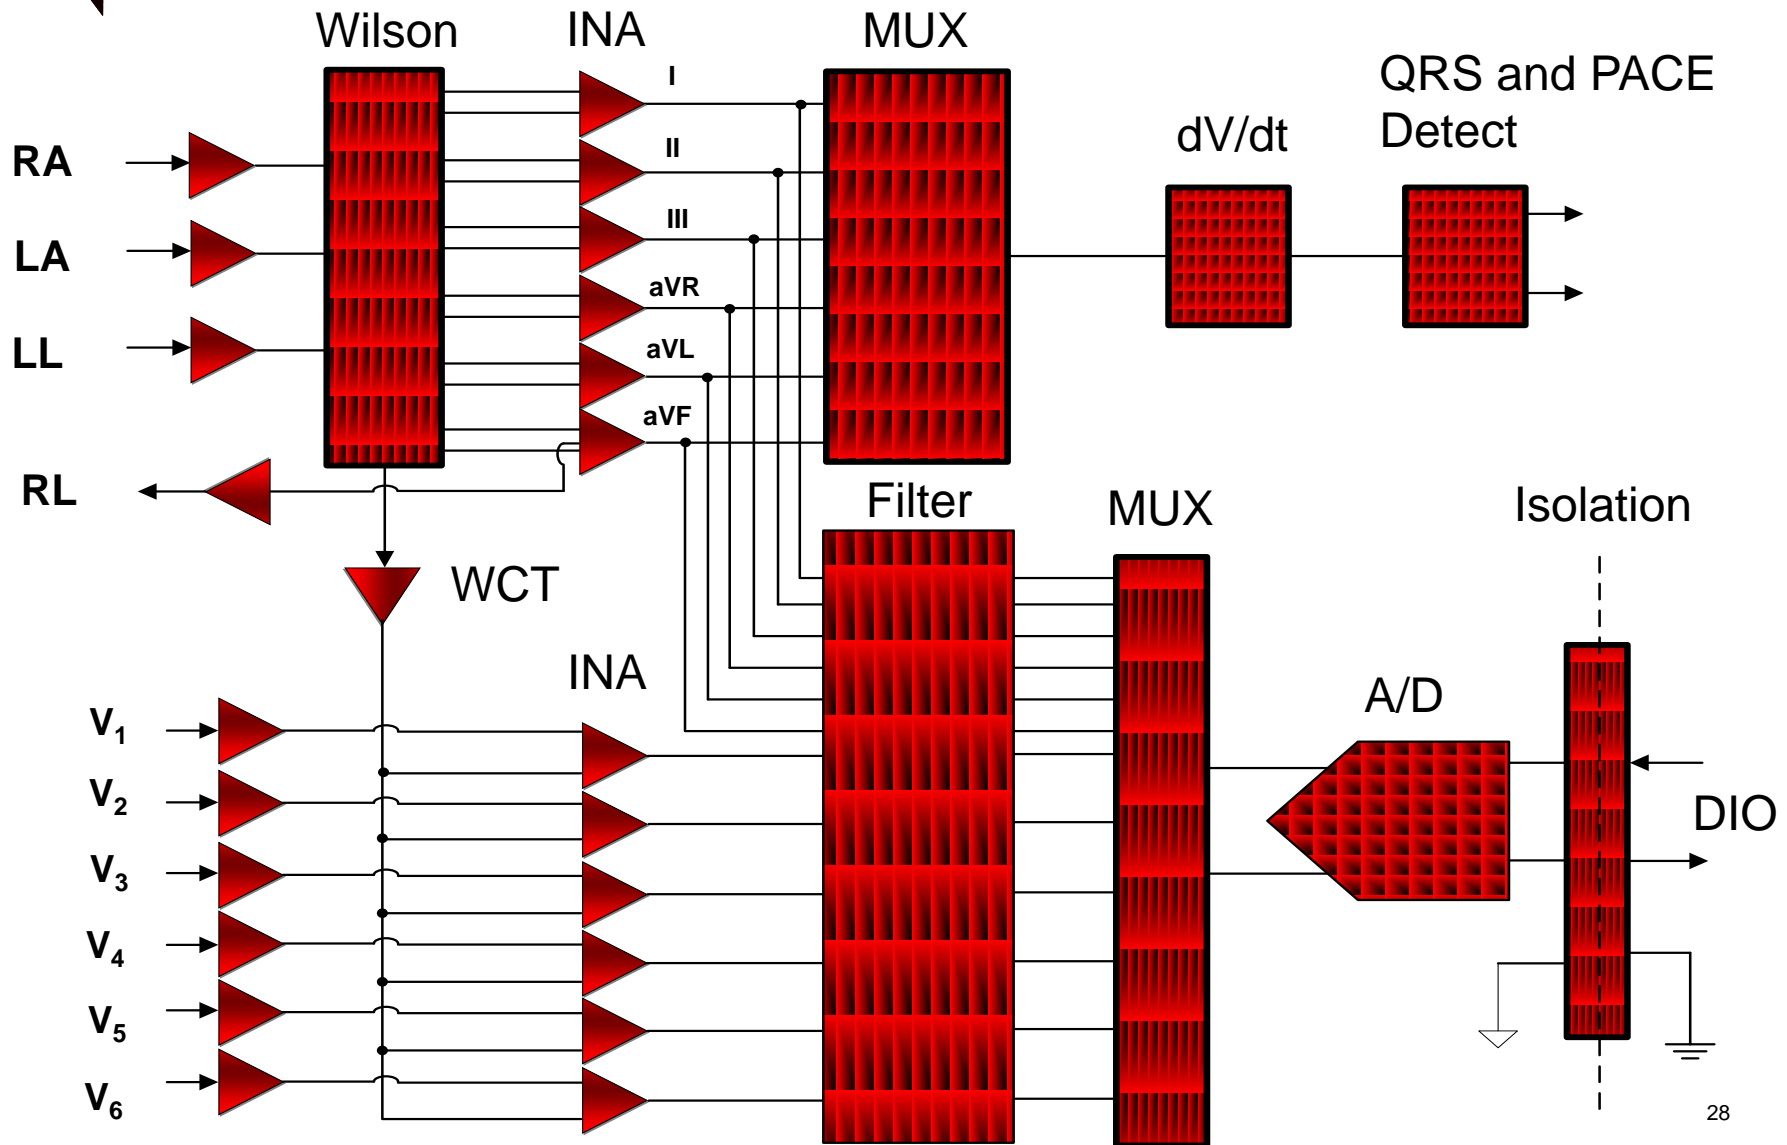 Wilson
INA
MUX
QRS and PACE
Detect
dV/dt
I
II
III
aVR
aVL
aVF
RA
LA
LL
RL
Filter
MUX
Isolation
WCT
INA
A/D
DIO
V₁
V₂
V₃
V₄
V₅
V₆
28